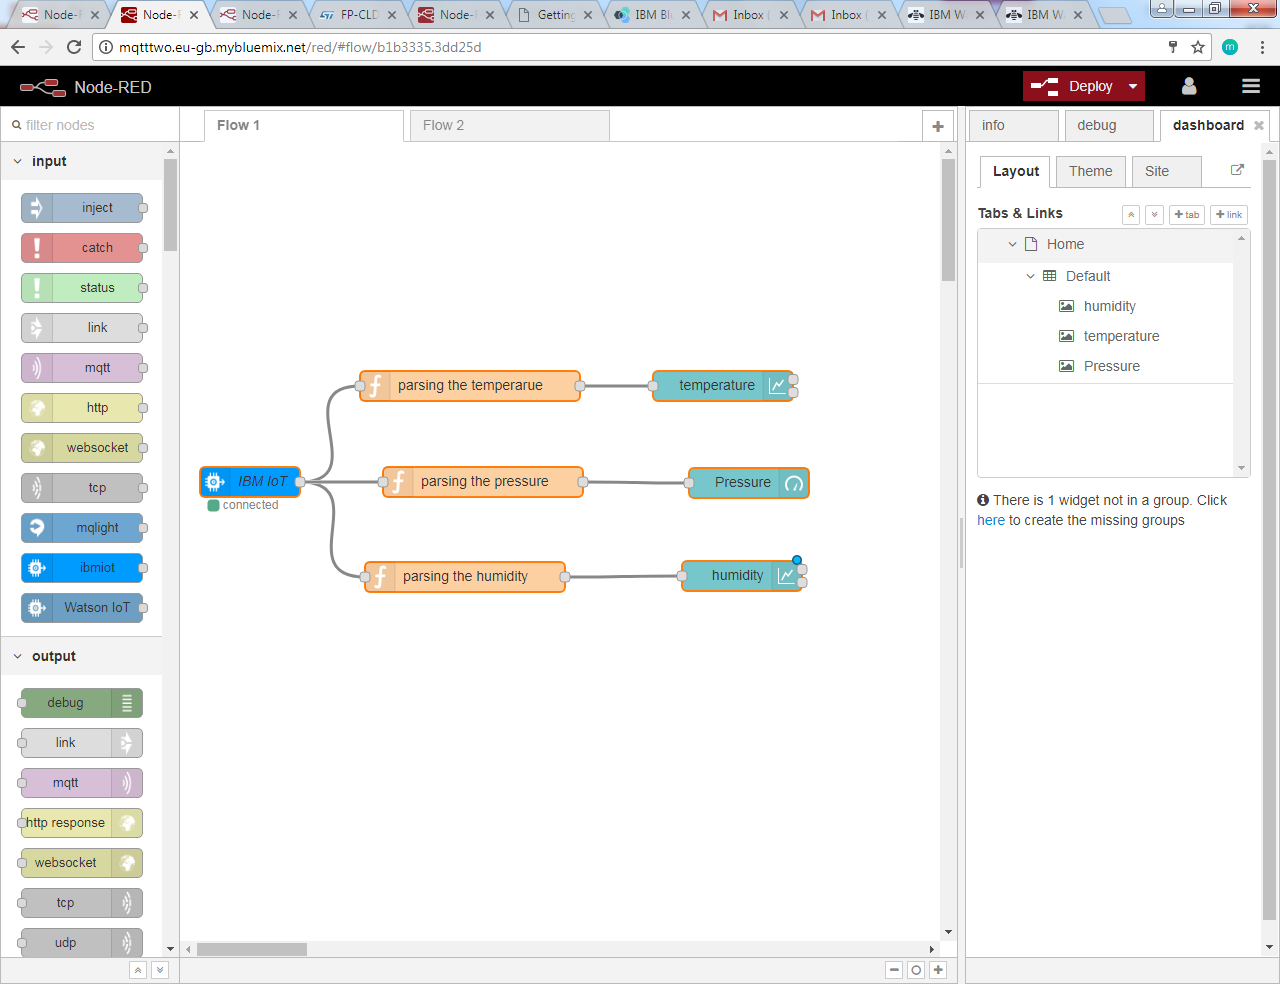 Node-R
Node-R
Node-R
FP-CLD
Node-R
Getting
IBM Bl
Inbox (
Inbox (
IBM W
IBM W
mqtttwo.eu-gb.mybluemix.net/red/#flow/b1b3335.3dd25d
m
Node-RED
Deploy
filter nodes
Flow 1
Flow 2
info
debug
dashboard
input
inject
catch
status
link
mqtt
http
websocket
tcp
mqlight
ibmiot
Watson IoT
output
debug
link
mqtt
http response
websocket
tcp
udp
parsing the temperarue
temperature
IBM IoT
connected
parsing the pressure
Pressure
parsing the humidity
humidity
Layout
Theme
Site
Tabs & Links
+ tab
+ link
Home
Default
humidity
temperature
Pressure
There is 1 widget not in a group. Click
here to create the missing groups